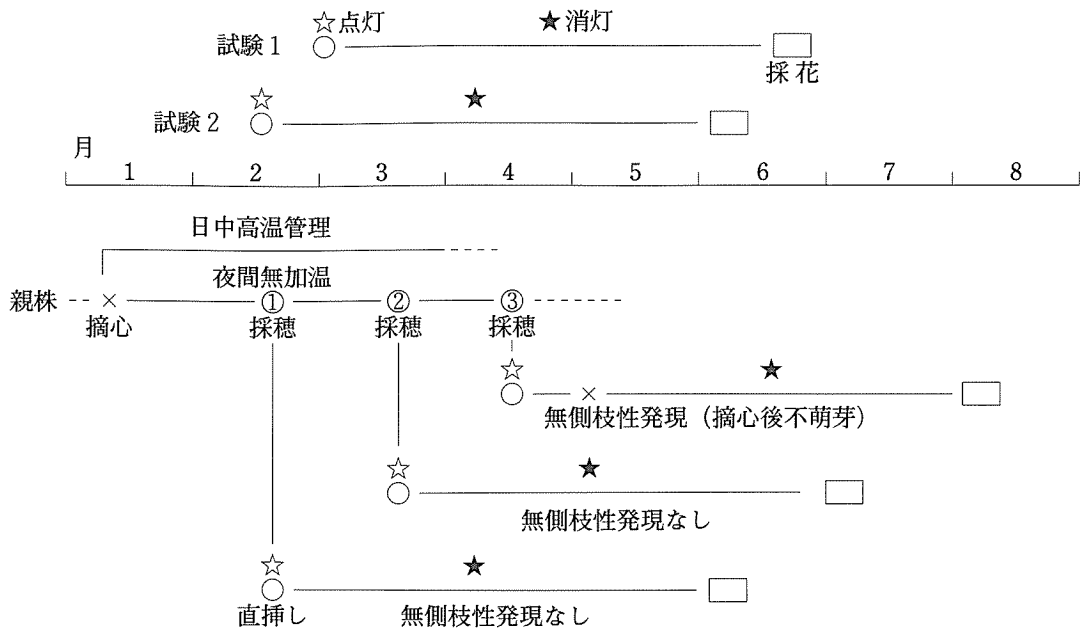 ☆点灯 ★消灯
試験1
採花
☆ ★
試験2
月
1 2 3 4 5 6 7 8
日中高温管理
夜間無加温
親株 × ① ② ③
摘心 採穂 採穂 採穂
☆ ★
×
無側枝性発現（摘心後不萌芽）
☆ ★
無側枝性発現なし
☆ ★
直挿し 無側枝性発現なし